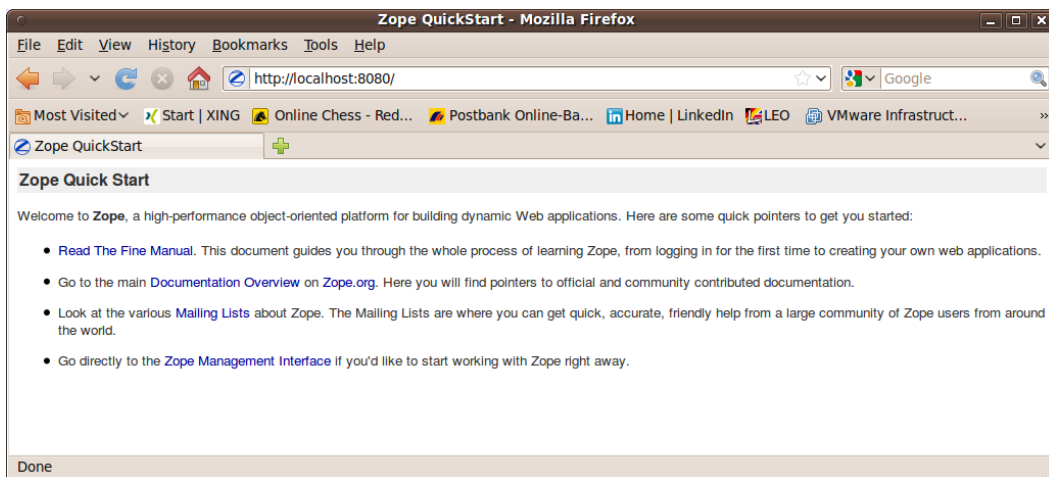 Zope QuickStart - Mozilla Firefox
File Edit View History Bookmarks Tools Help
http://localhost:8080/ Google
Most Visited Start | XING Online Chess - Red... Postbank Online-Ba... Home | LinkedIn LEO VMware Infrastruct... »
Zope QuickStart
Zope Quick Start
Welcome to Zope, a high-performance object-oriented platform for building dynamic Web applications. Here are some quick pointers to get you started:
• Read The Fine Manual. This document guides you through the whole process of learning Zope, from logging in for the first time to creating your own web applications.
• Go to the main Documentation Overview on Zope.org. Here you will find pointers to official and community contributed documentation.
• Look at the various Mailing Lists about Zope. The Mailing Lists are where you can get quick, accurate, friendly help from a large community of Zope users from around
the world.
• Go directly to the Zope Management Interface if you'd like to start working with Zope right away.
Done